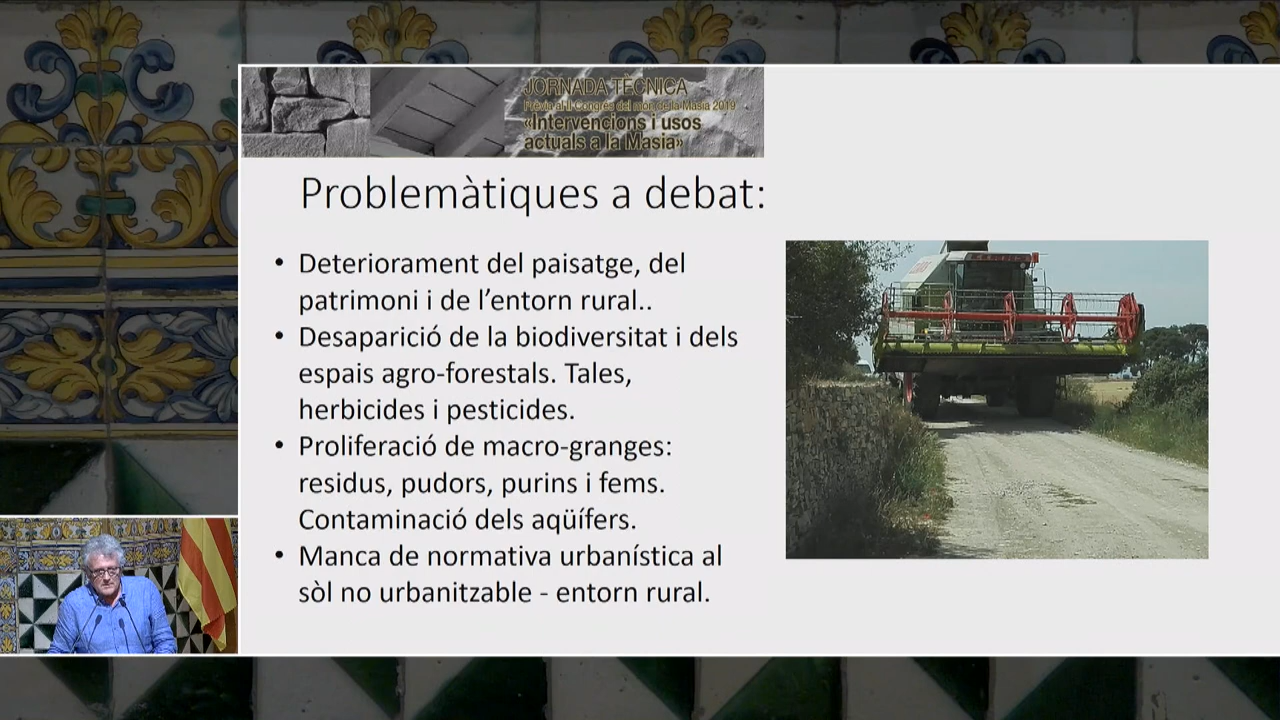 JORNADA TÈCNICA
Prèvia al II Congrés del món de la Masia 2019
«Intervencions i usos
actuals a la Masia»
Problemàtiques a debat:
• Deteriorament del paisatge, del
patrimoni i de l’entorn rural..
• Desaparició de la biodiversitat i dels
espais agro-forestals. Tales,
herbicides i pesticides.
• Proliferació de macro-granges:
residus, pudors, purins i fems.
Contaminació dels aqüífers.
• Manca de normativa urbanística al
sòl no urbanitzable - entorn rural.